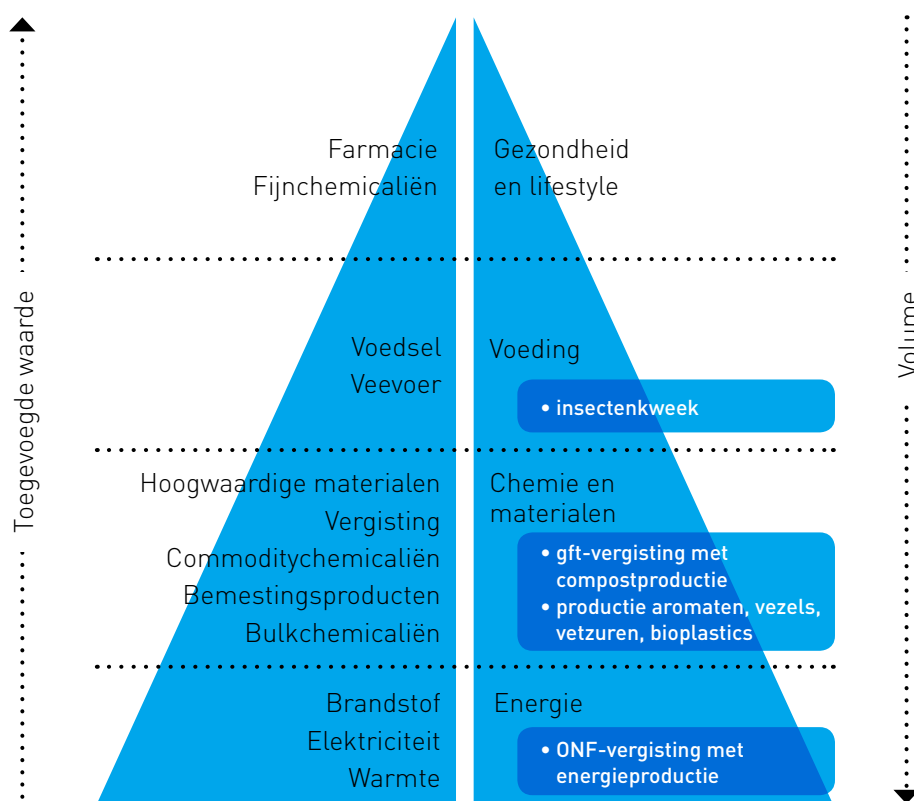 Toegevoegde waarde
Volume
Farmacie
Fijnchemicaliën
Gezondheid
en lifestyle
Voedsel
Veevoer
Voeding
• insectenkweek
Hoogwaardige materialen
Vergisting
Commoditychemicaliën
Bemestingsproducten
Bulkchemicaliën
Chemie en
materialen
• gft-vergisting met
compostproductie
• productie aromaten, vezels,
vetzuren, bioplastics
Brandstof
Elektriciteit
Warmte
Energie
• ONF-vergisting met
energieproductie